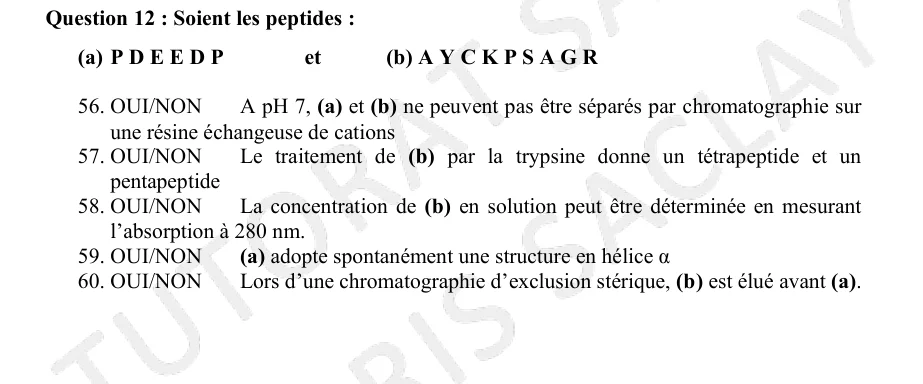 Question 12 : Soient les peptides :
(a) P D E E D P et (b) A Y C K P S A G R
56. OUI/NON A pH 7, (a) et (b) ne peuvent pas être séparés par chromatographie sur
une résine échangeuse de cations
57. OUI/NON Le traitement de (b) par la trypsine donne un tétrapeptide et un
pentapeptide
58. OUI/NON La concentration de (b) en solution peut être déterminée en mesurant
l’absorption à 280 nm.
59. OUI/NON (a) adopte spontanément une structure en hélice α
60. OUI/NON Lors d’une chromatographie d’exclusion stérique, (b) est élué avant (a).
TUTORAT
PARIS SACLAY